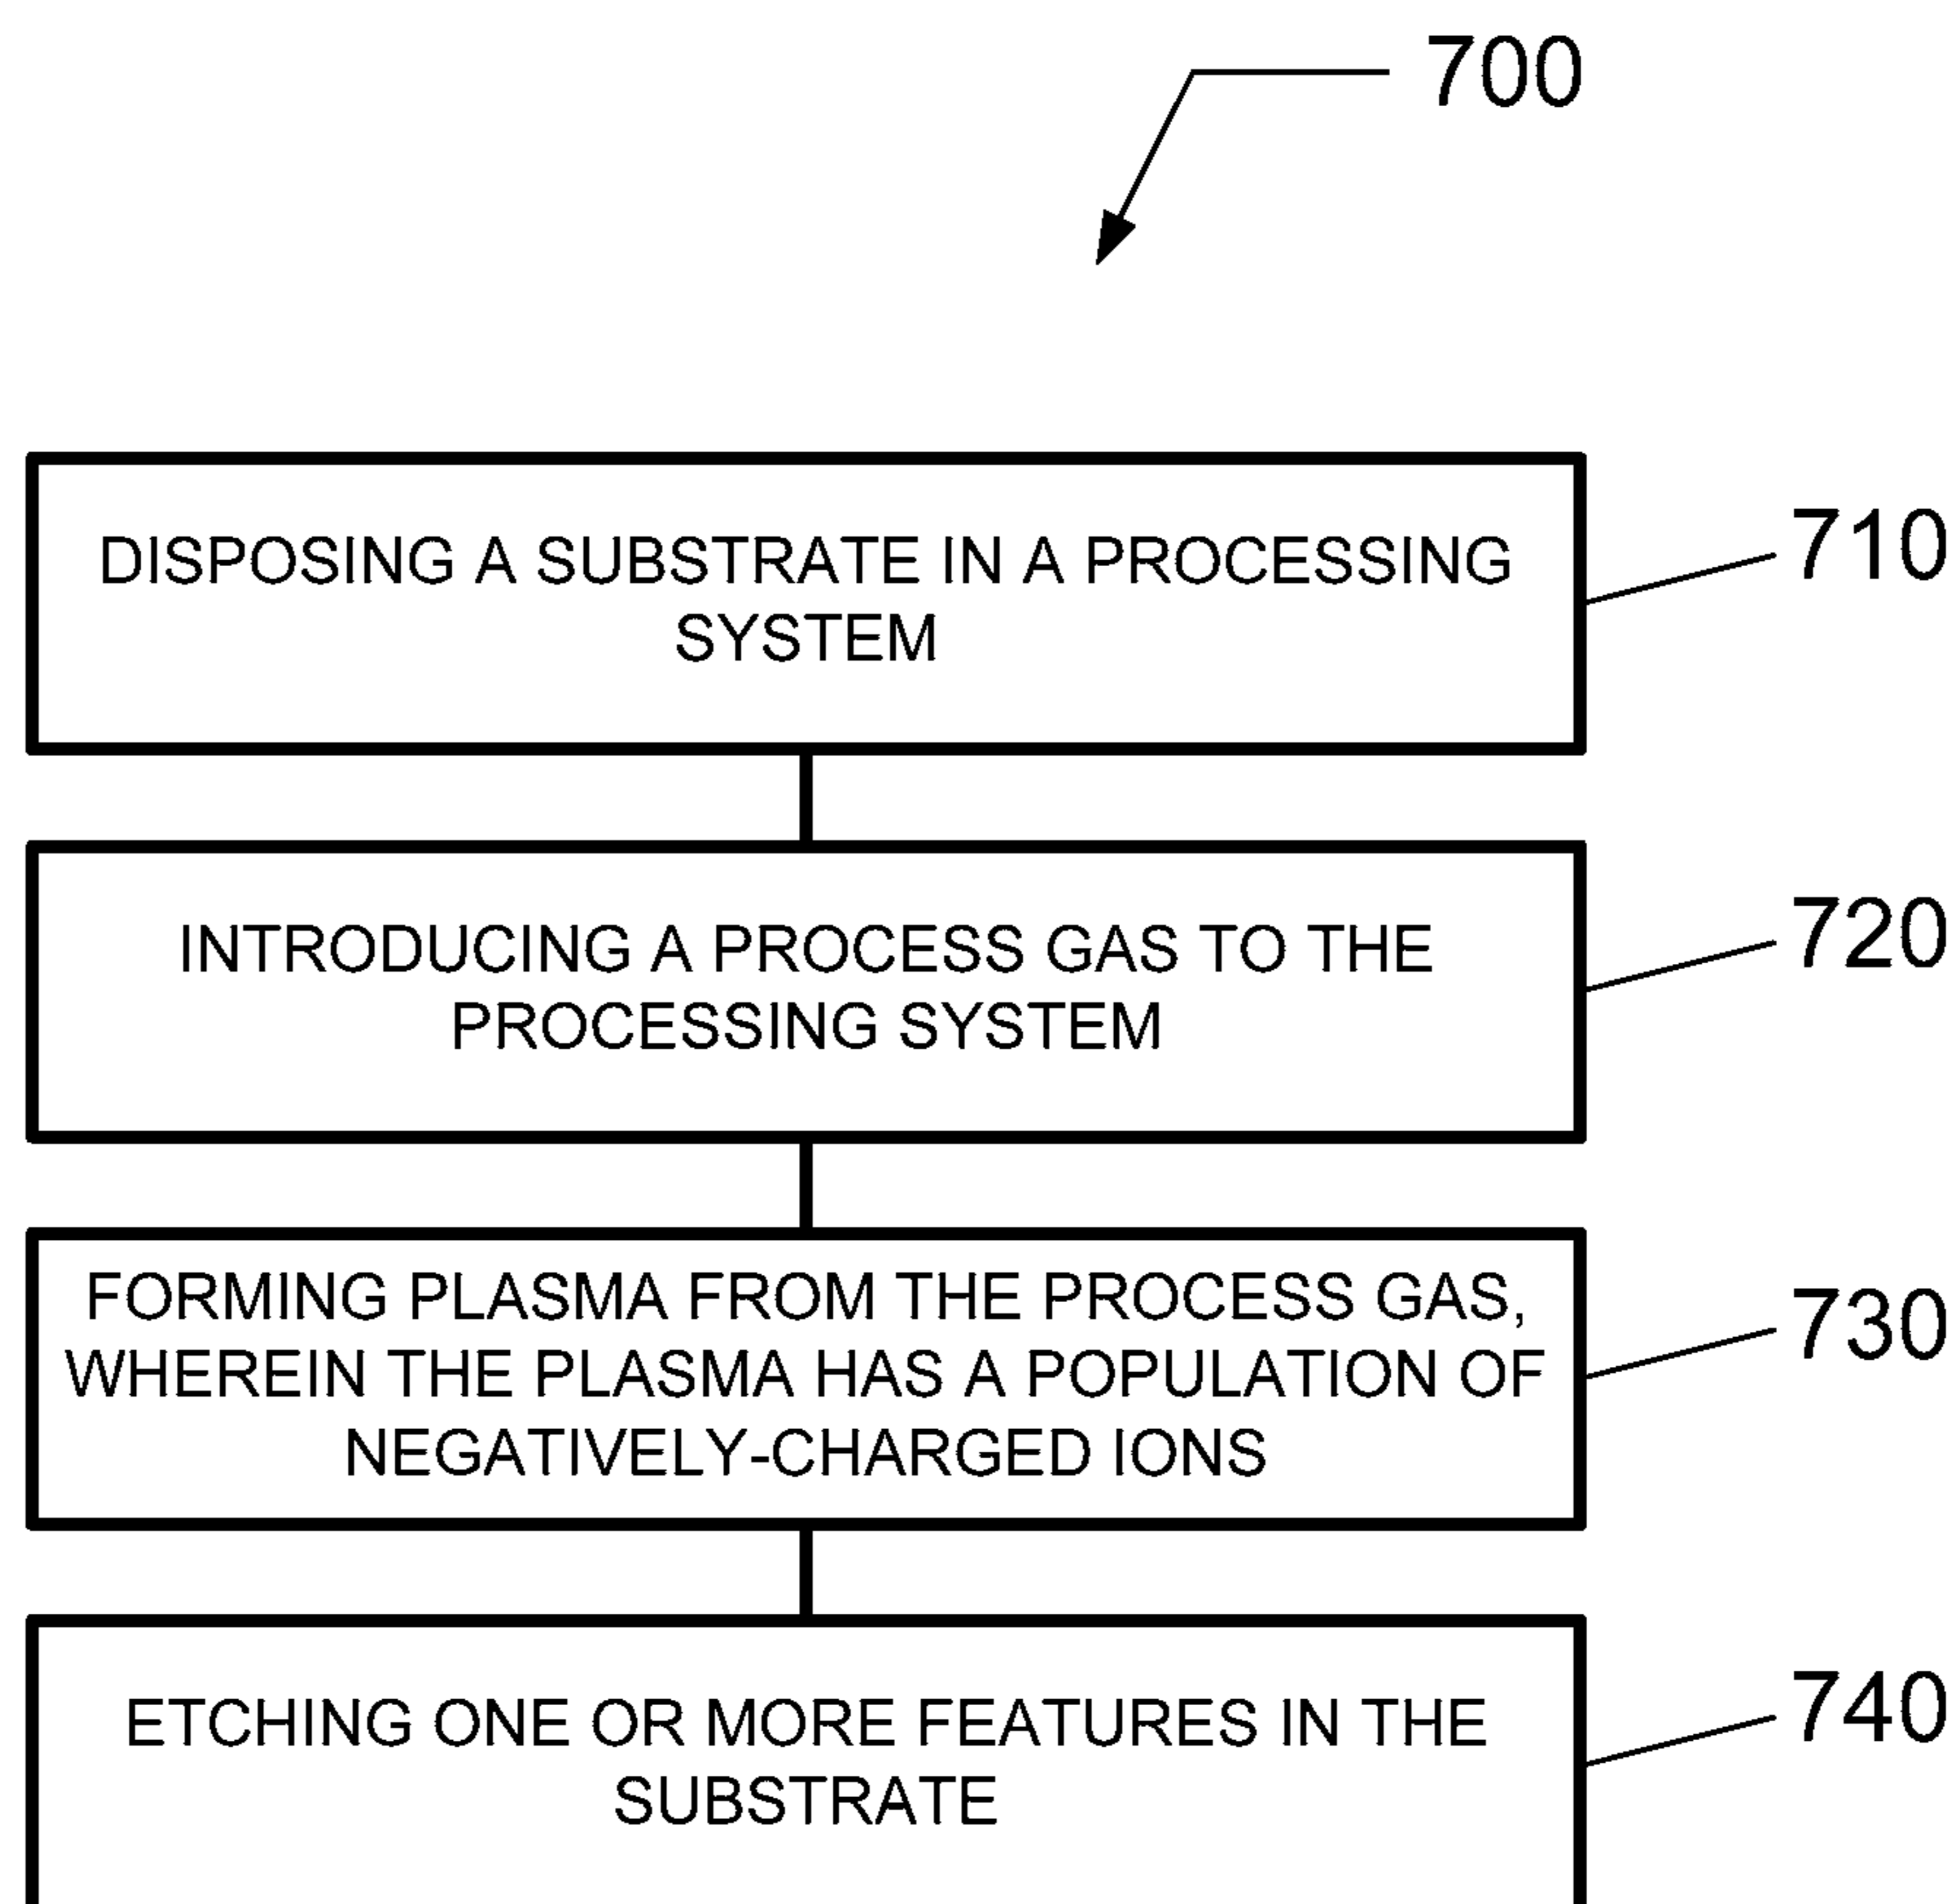 700
DISPOSING A SUBSTRATE IN A PROCESSING
SYSTEM
710
INTRODUCING A PROCESS GAS TO THE
PROCESSING SYSTEM
720
FORMING PLASMA FROM THE PROCESS GAS,
WHEREIN THE PLASMA HAS A POPULATION OF
NEGATIVELY-CHARGED IONS
730
ETCHING ONE OR MORE FEATURES IN THE
SUBSTRATE
740